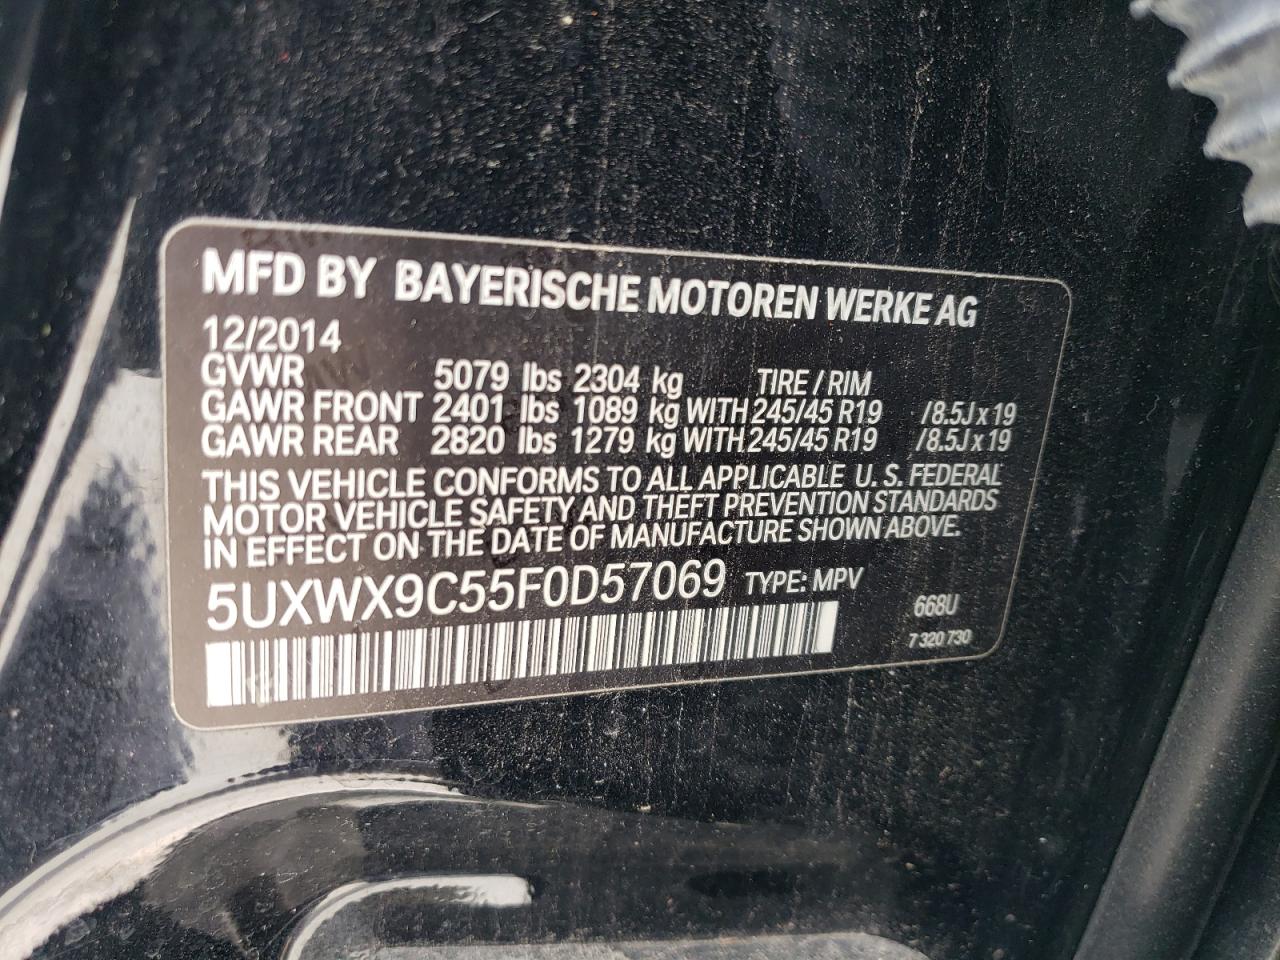 MFD BY BAYERISCHE MOTOREN WERKE AG
12/2014
GVWR 5079 lbs 2304 kg TIRE / RIM
GAWR FRONT 2401 lbs 1089 kg WITH 245/45 R19 /8.5J x 19
GAWR REAR 2820 lbs 1279 kg WITH 245/45 R19 /8.5J x 19
THIS VEHICLE CONFORMS TO ALL APPLICABLE U. S. FEDERAL
MOTOR VEHICLE SAFETY AND THEFT PREVENTION STANDARDS
IN EFFECT ON THE DATE OF MANUFACTURE SHOWN ABOVE.
5UXWX9C55F0D57069 TYPE: MPV
668U
7 320 730